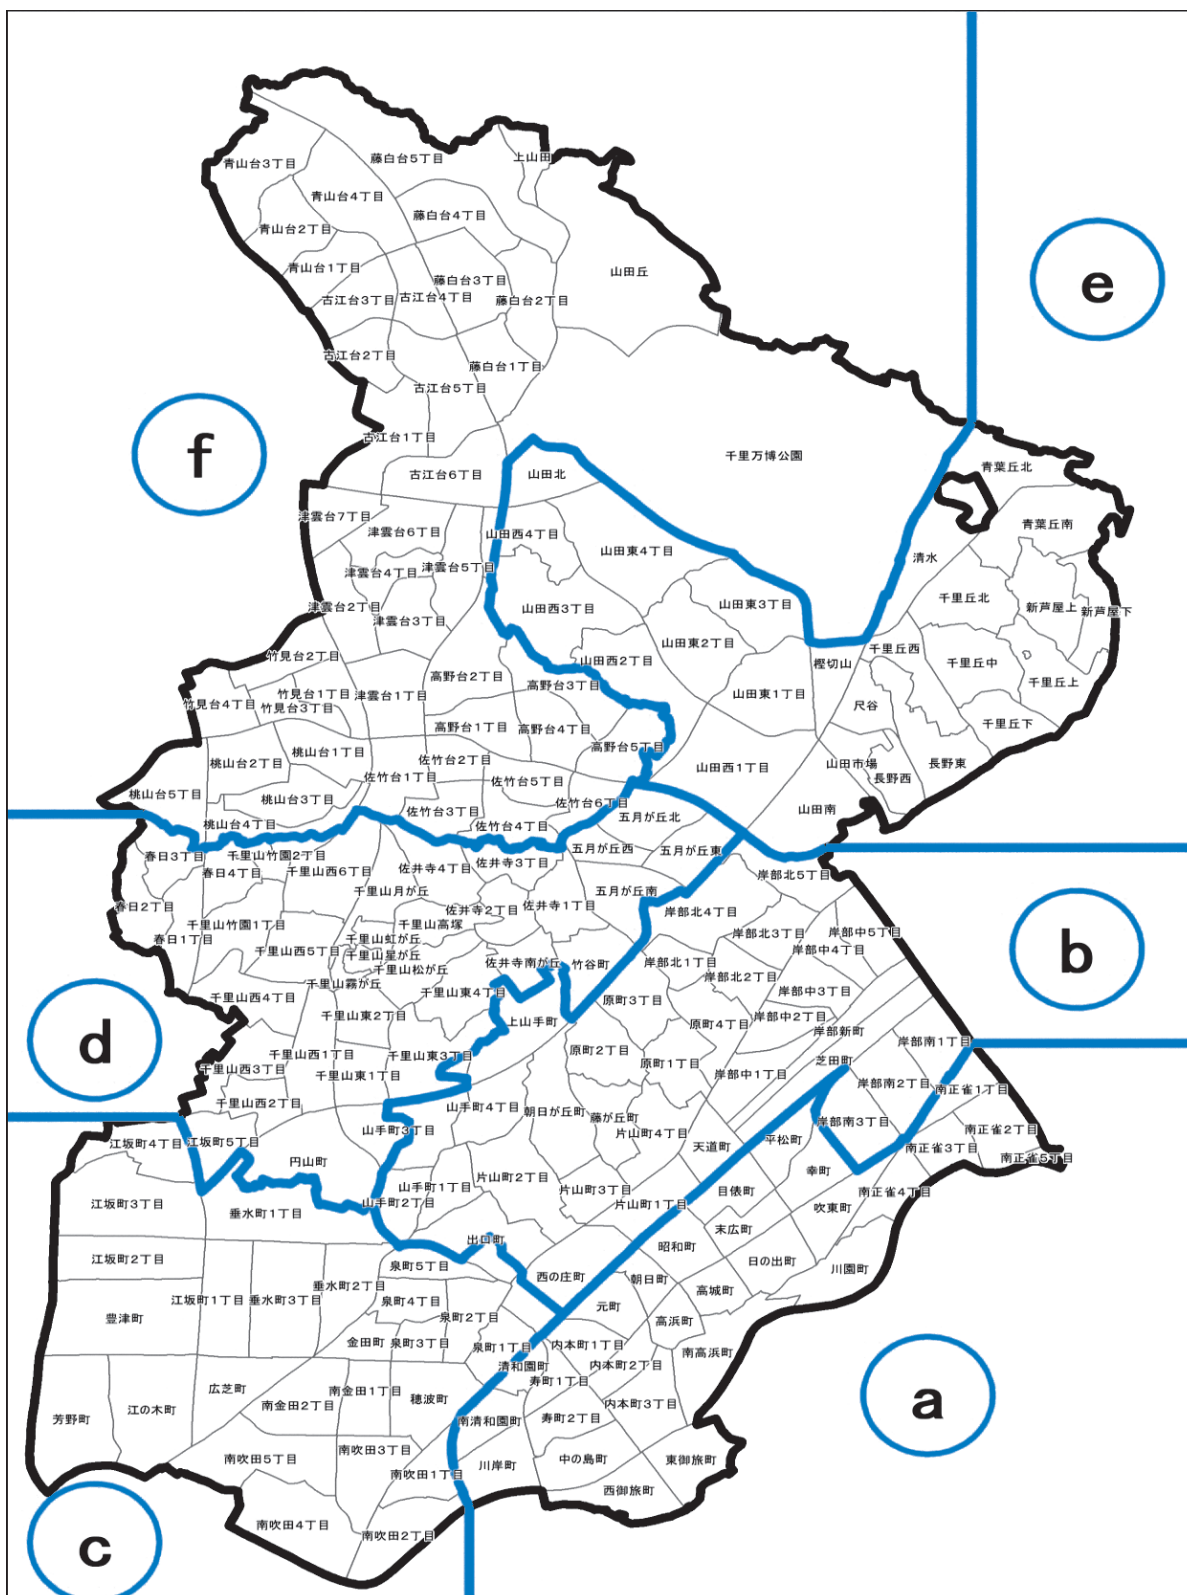 青山台3丁目
藤白台5丁目
上山田
青山台4丁目
藤白台4丁目
青山台2丁目
山田丘
青山台1丁目
藤白台3丁目
古江台3丁目
古江台4丁目
藤白台2丁目
e
古江台2丁目
藤白台1丁目
古江台5丁目
古江台1丁目
f
千里万博公園
古江台6丁目
山田北
青葉丘北
津雲台7丁目
津雲台6丁目
山田西4丁目
青葉丘南
山田東4丁目
清水
津雲台4丁目
津雲台5丁目
千里丘北
津雲台2丁目
山田西3丁目
山田東3丁目
新芦屋上
新芦屋下
津雲台3丁目
山田東2丁目
千里丘西
竹見台2丁目
山田西2丁目
樫切山
千里丘中
高野台2丁目
高野台3丁目
千里丘上
竹見台1丁目
津雲台1丁目
山田東1丁目
竹見台4丁目
竹見台3丁目
尺谷
千里丘下
高野台1丁目
高野台4丁目
桃山台1丁目
高野台5丁目
桃山台2丁目
佐竹台2丁目
山田西1丁目
山田市場
長野東
佐竹台1丁目
佐竹台5丁目
長野西
桃山台5丁目
桃山台3丁目
佐竹台3丁目
佐竹台6丁目
山田南
桃山台4丁目
佐竹台4丁目
五月が丘北
春日3丁目
千里山竹園2丁目
五月が丘西
五月が丘東
春日4丁目
千里山西6丁目
佐井寺4丁目
佐井寺3丁目
岸部北5丁目
千里山月が丘
五月が丘南
春日2丁目
佐井寺2丁目
佐井寺1丁目
岸部北4丁目
千里山竹園1丁目
千里山高塚
岸部北3丁目
岸部中5丁目
春日1丁目
千里山虹が丘
岸部中4丁目
千里山西5丁目
千里山星が丘
b
千里山松が丘
佐井寺南が丘
竹谷町
岸部北1丁目
岸部北2丁目
千里山霧が丘
千里山東4丁目
岸部中3丁目
千里山西4丁目
原町3丁目
千里山東2丁目
上山手町
原町4丁目
岸部中2丁目
岸部新町
d
千里山西1丁目
千里山東3丁目
原町2丁目
岸部南1丁目
千里山西3丁目
千里山東1丁目
原町1丁目
芝田町
岸部中1丁目
岸部南2丁目
南正雀1丁目
千里山西2丁目
山手町4丁目
朝日が丘町
藤が丘町
岸部南3丁目
江坂町4丁目
江坂町5丁目
山手町3丁目
片山町4丁目
天道町
平松町
南正雀2丁目
円山町
南正雀3丁目
南正雀5丁目
山手町1丁目
片山町2丁目
幸町
片山町3丁目
目俵町
南正雀4丁目
江坂町3丁目
山手町2丁目
片山町1丁目
吹東町
垂水町1丁目
末広町
出口町
昭和町
江坂町2丁目
泉町5丁目
日の出町
川園町
西の庄町
朝日町
垂水町2丁目
高城町
江坂町1丁目
垂水町3丁目
泉町4丁目
元町
豊津町
泉町2丁目
高浜町
金田町
泉町3丁目
泉町1丁目
内本町1丁目
南高浜町
清和園町
内本町2丁目
広芝町
南金田1丁目
寿町1丁目
a
南金田2丁目
穂波町
内本町3丁目
江の木町
芳野町
南清和園町
寿町2丁目
南吹田3丁目
南吹田5丁目
中の島町
東御旅町
南吹田1丁目
川岸町
西御旅町
南吹田4丁目
南吹田2丁目
c